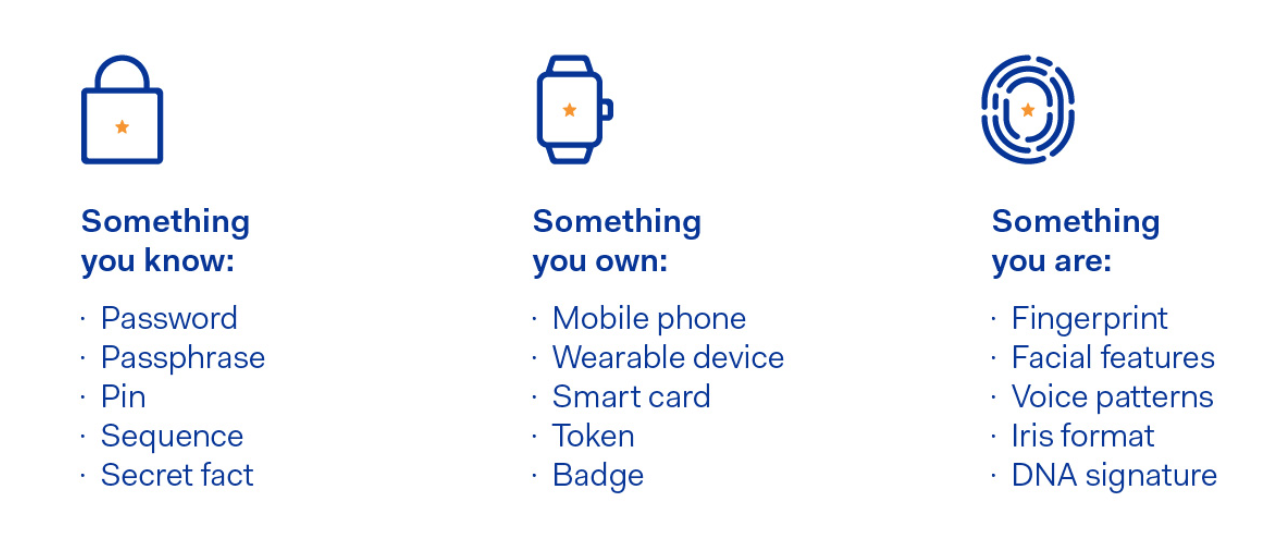 Something
you know:
· Password
· Passphrase
· Pin
· Sequence
· Secret fact
Something
you own:
· Mobile phone
· Wearable device
· Smart card
· Token
· Badge
Something
you are:
· Fingerprint
· Facial features
· Voice patterns
· Iris format
· DNA signature